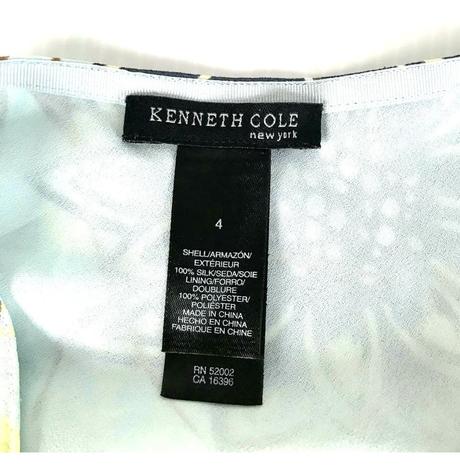 KENNETH COLE
new york
4
SHELL/ARMAZÓN/
EXTÉRIEUR
100% SILK/SEDA/SOIE
LINING/FORRO/
DOUBLURE
100% POLYESTER/
POLIÉSTER
MADE IN CHINA
HECHO EN CHINA
FABRIQUE EN CHINE
RN 52002
CA 16396